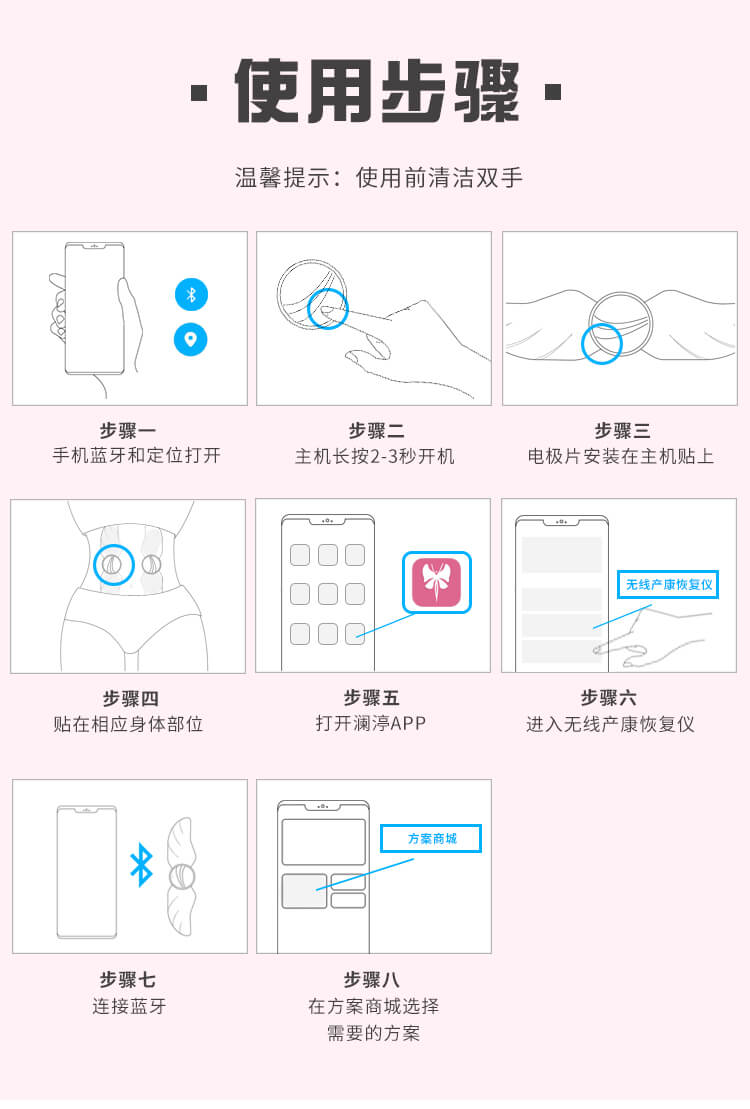 使用步骤
温馨提示：使用前清洁双手
步骤一
手机蓝牙和定位打开
步骤二
主机长按2-3秒开机
步骤三
电极片安装在主机贴上
步骤四
贴在相应身体部位
步骤五
打开澜渟APP
无线产康恢复仪
步骤六
进入无线产康恢复仪
步骤七
连接蓝牙
方案商城
步骤八
在方案商城选择
需要的方案